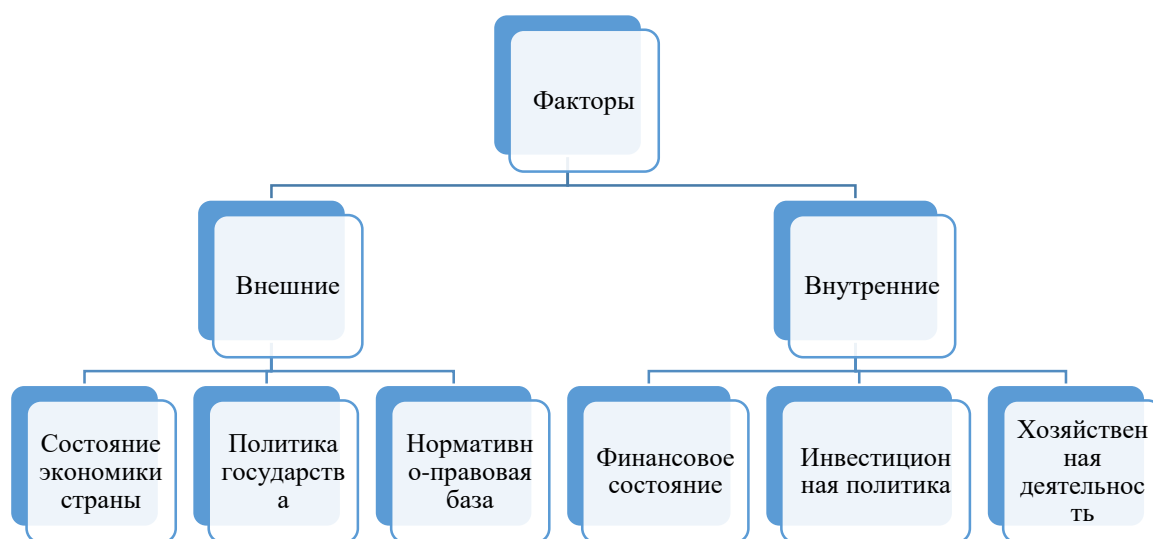 Факторы
Внешние
Внутренние
Состояние
экономики
страны
Политика
государств
а
Нормативн
о-правовая
база
Финансовое
состояние
Инвестицион
ная политика
Хозяйствен
ная
деятельнос
ть